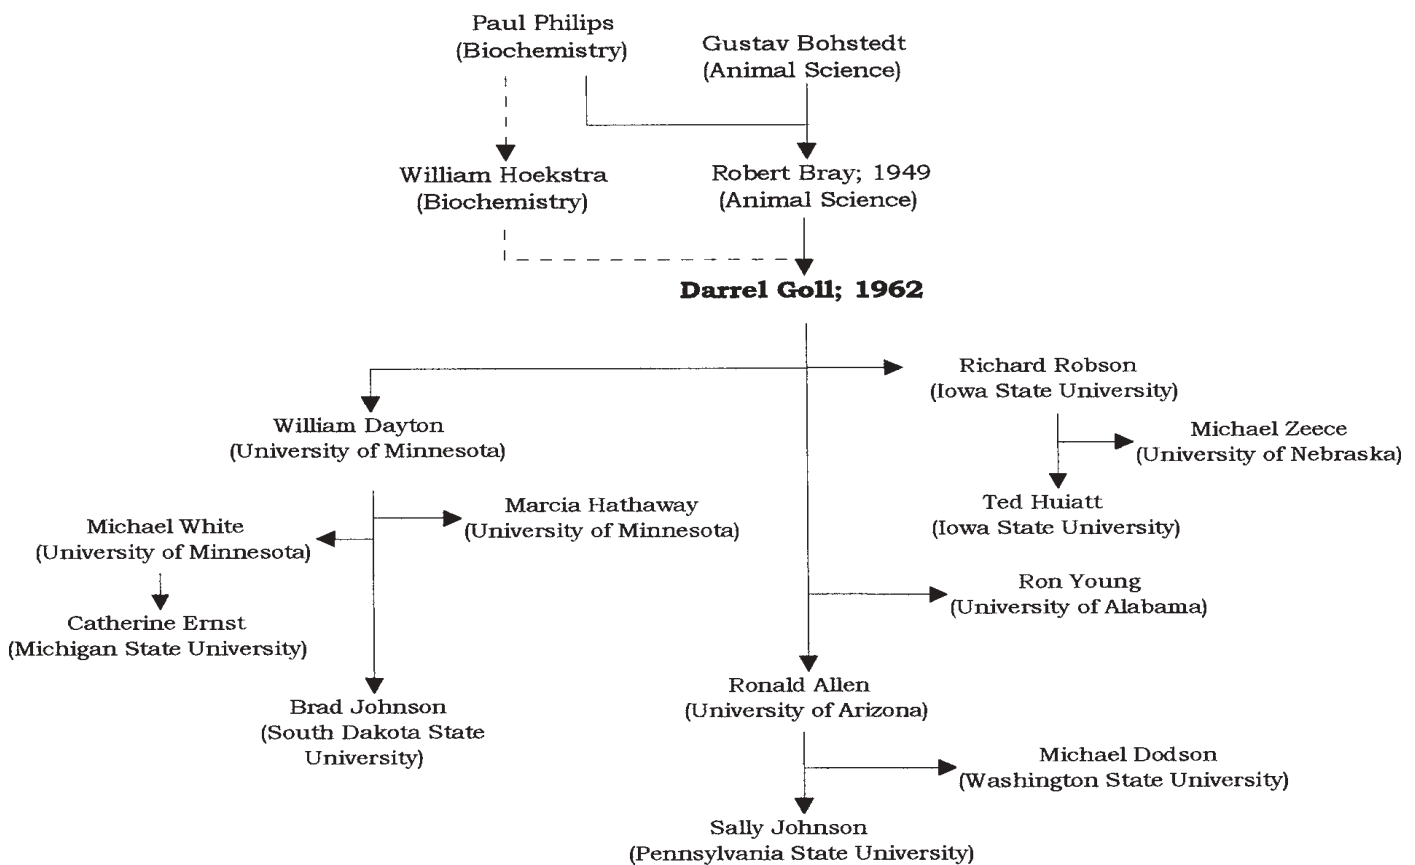 Paul Philips
(Biochemistry)
Gustav Bohstedt
(Animal Science)
William Hoekstra
(Biochemistry)
Robert Bray; 1949
(Animal Science)
Darrel Goll; 1962
Richard Robson
(Iowa State University)
William Dayton
(University of Minnesota)
Michael Zeece
(University of Nebraska)
Ted Huiatt
(Iowa State University)
Marcia Hathaway
(University of Minnesota)
Michael White
(University of Minnesota)
Ron Young
(University of Alabama)
Catherine Ernst
(Michigan State University)
Ronald Allen
(University of Arizona)
Brad Johnson
(South Dakota State
University)
Michael Dodson
(Washington State University)
Sally Johnson
(Pennsylvania State University)